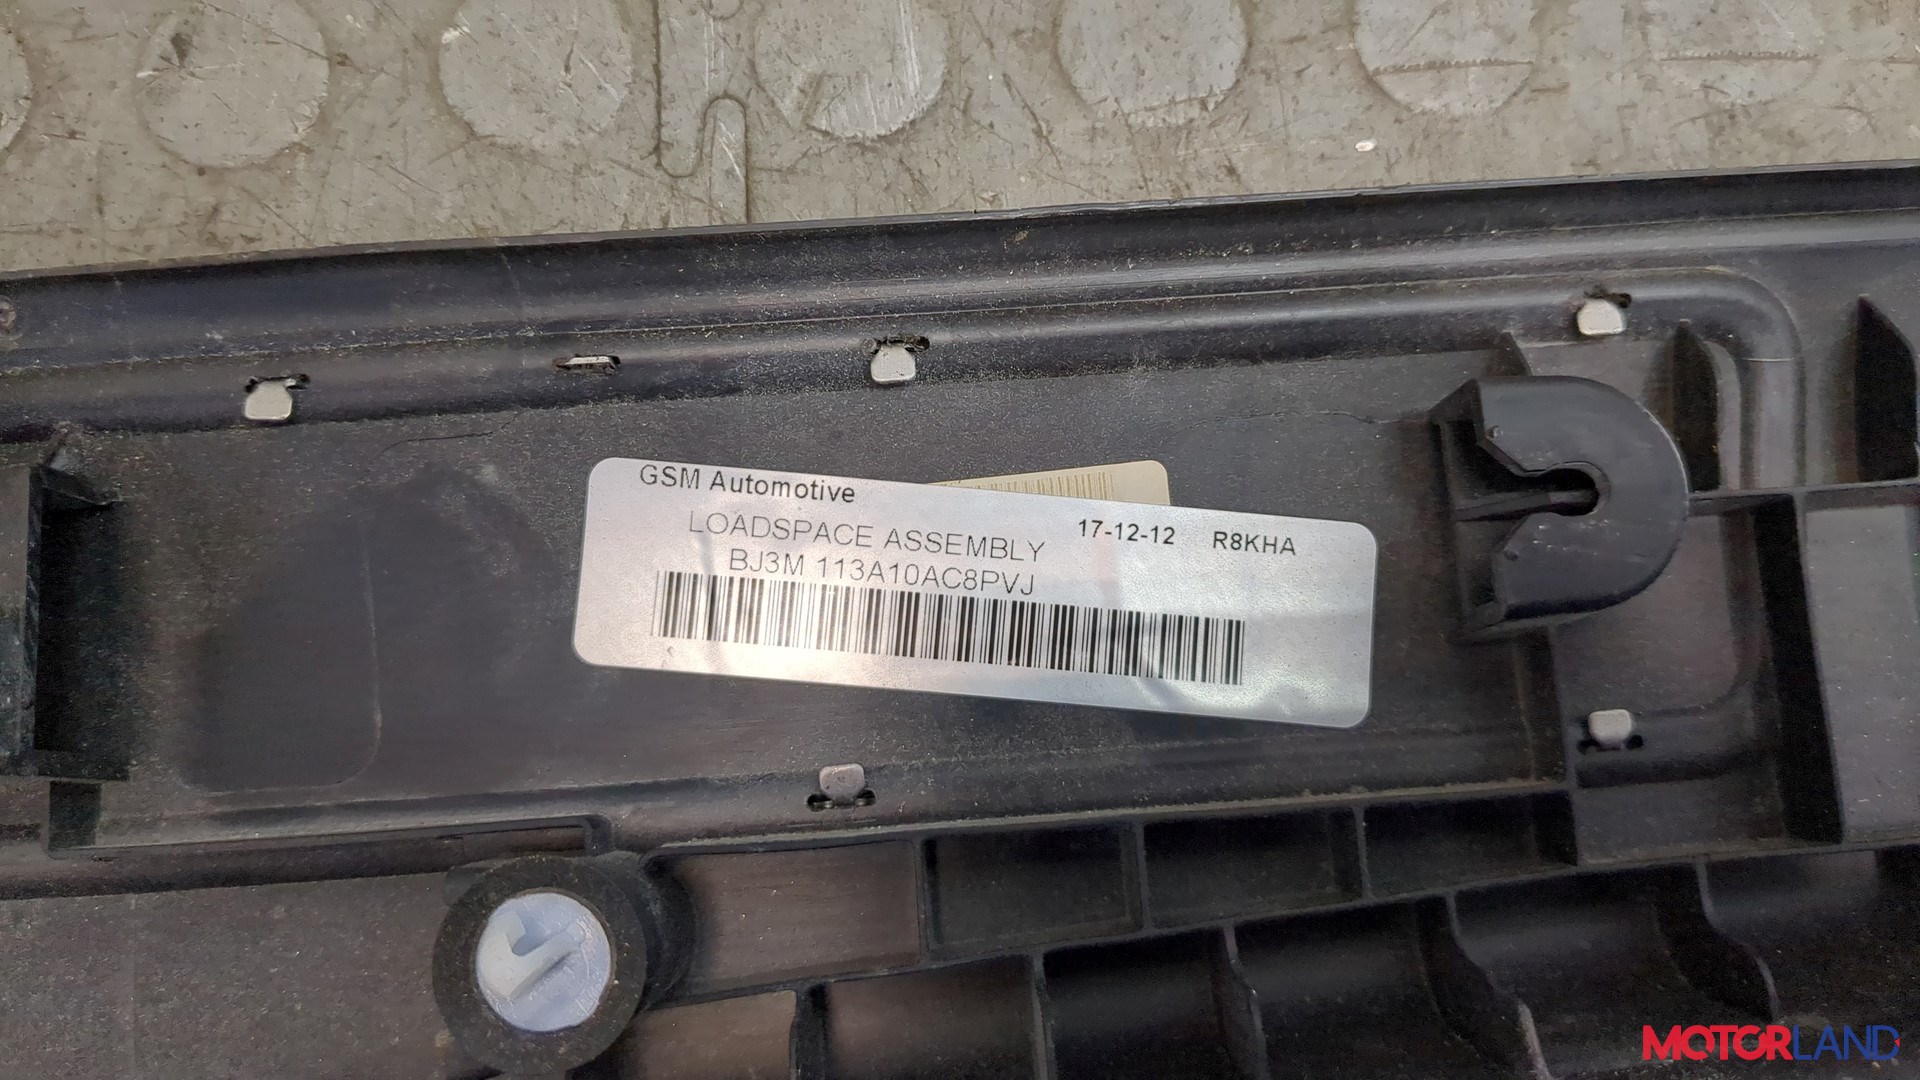 GSM Automotive
LOADSPACE ASSEMBLY 17-12-12 R8KHA
BJ3M 113A10AC8PVJ
MOTORLAND